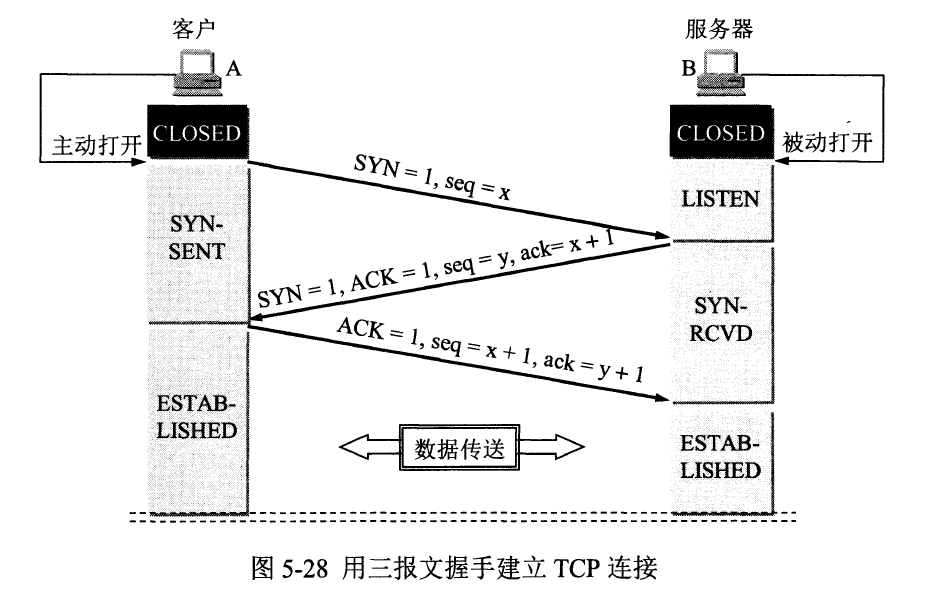 客户
服务器
A
B
CLOSED
CLOSED
主动打开
被动打开
SYN = 1, seq = x
LISTEN
SYN-
SENT
SYN = 1, ACK = 1, seq = y, ack= x + 1
SYN-
RCVD
ACK = 1, seq = x + 1, ack = y + 1
ESTAB-
LISHED
数据传送
ESTAB-
LISHED
图 5-28 用三报文握手建立 TCP 连接